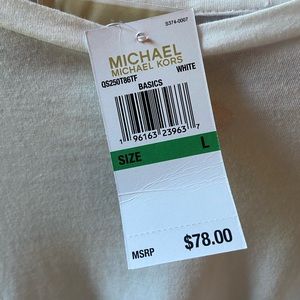 S374-0007
MICHAEL
MICHAEL KORS
QS250T86TF WHITE
BASICS
1 96163 23963 7
SIZE L
MSRP $78.00